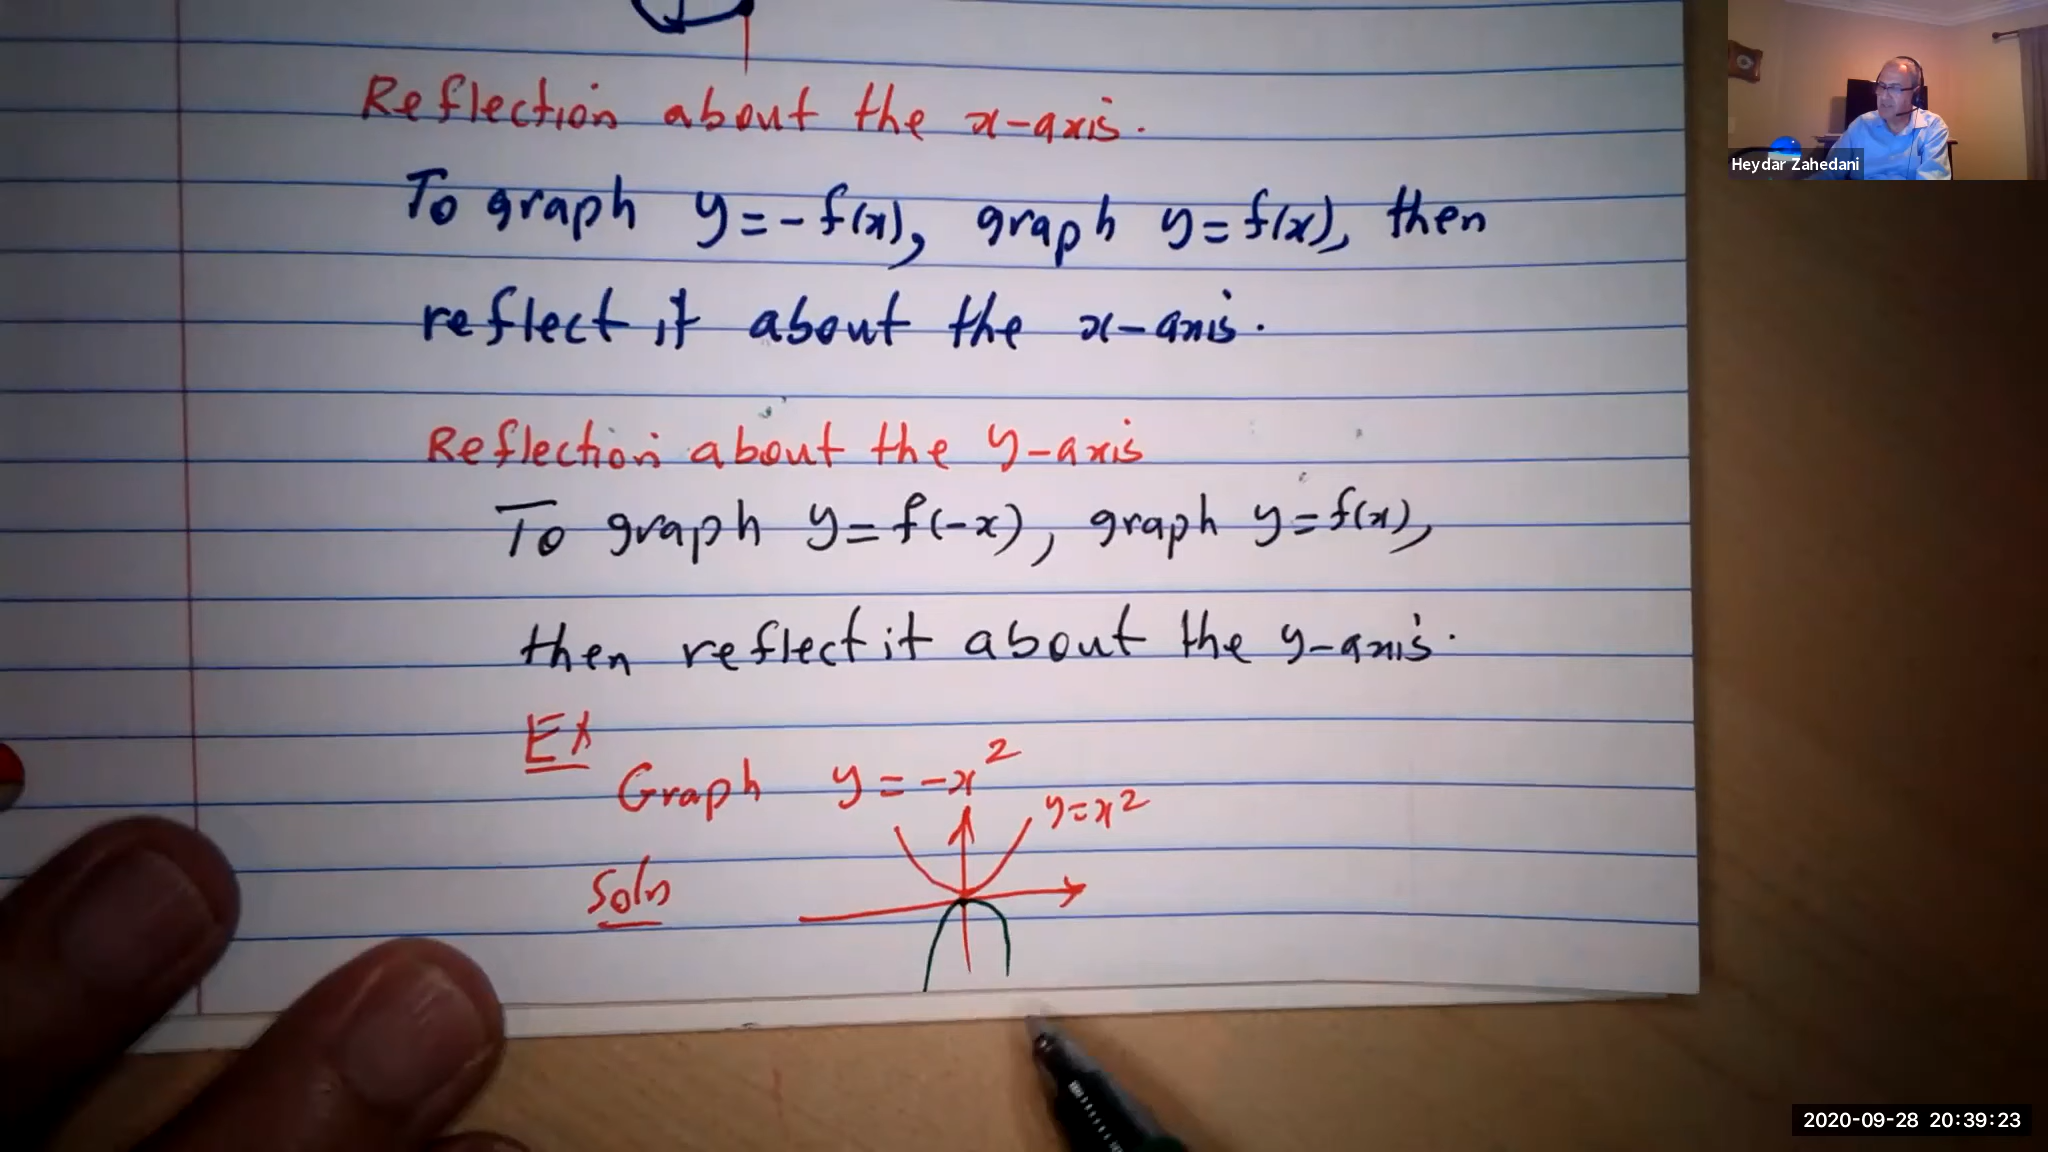 Reflection about the x-axis.
To graph y = - f(x), graph y = f(x), then
reflect it about the x-axis.
Reflection about the y-axis
To graph y = f(-x), graph y = f(x),
then reflect it about the y-axis.
Ex
Graph y = -x²
y = x²
Soln
Heydar Zahedani
2020-09-28 20:39:23